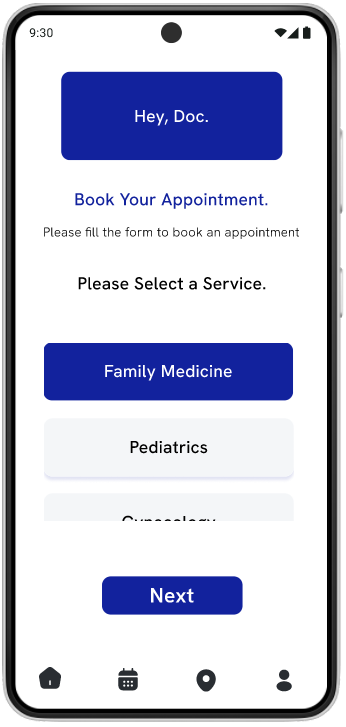 9:30
Hey, Doc.
Book Your Appointment.
Please fill the form to book an appointment
Please Select a Service.
Family Medicine
Pediatrics
Gynecology
Next